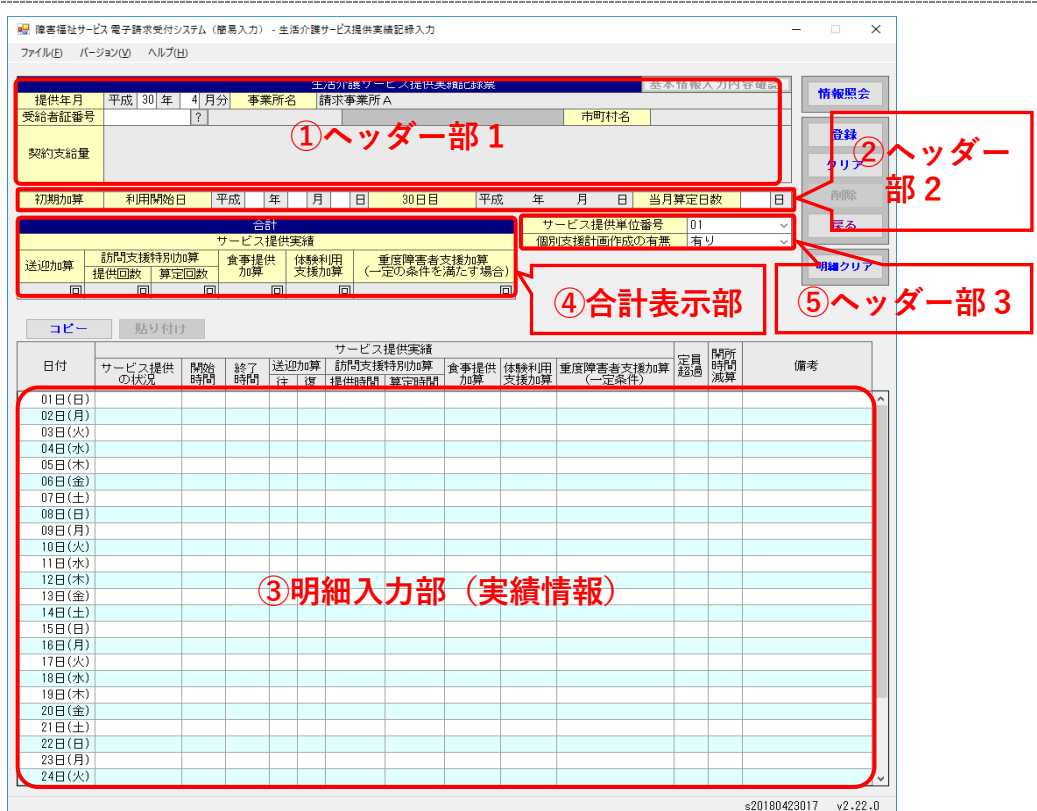 障害福祉サービス 電子請求受付システム（簡易入力） - 生活介護サービス提供実績記録入力
ファイル(F) バージョン(V) ヘルプ(H)
生活介護サービス提供実績記録票 基本情報入力内容確認
提供年月 平成 30 年 4 月分 事業所名 請求事業所A
受給者証番号 ? 市町村名
契約支給量
①ヘッダー部１
情報照会
登録
クリア
削除
戻る
明細クリア
②ヘッダー
部２
初期加算 利用開始日 平成 年 月 日 30日目 平成 年 月 日 当月算定日数 日
合計
サービス提供実績
送迎加算 訪問支援特別加算 食事提供加算 体験利用支援加算 重度障害者支援加算（一定の条件を満たす場合）
提供回数 算定回数
回 回 回 回 回 回
サービス提供単位番号 01
個別支援計画作成の有無 有り
④合計表示部
⑤ヘッダー部３
コピー 貼り付け
サービス提供実績
日付 サービス提供の状況 開始時間 終了時間 送迎加算 訪問支援特別加算 食事提供加算 体験利用支援加算 重度障害者支援加算（一定条件） 定員超過 開所時間減算 備考
往 復 提供時間 算定時間
01日(日)
02日(月)
03日(火)
04日(水)
05日(木)
06日(金)
07日(土)
08日(日)
09日(月)
10日(火)
11日(水)
12日(木)
③明細入力部（実績情報）
13日(金)
14日(土)
15日(日)
16日(月)
17日(火)
18日(水)
19日(木)
20日(金)
21日(土)
22日(日)
23日(月)
24日(火)
s20180423017 v2.22.0